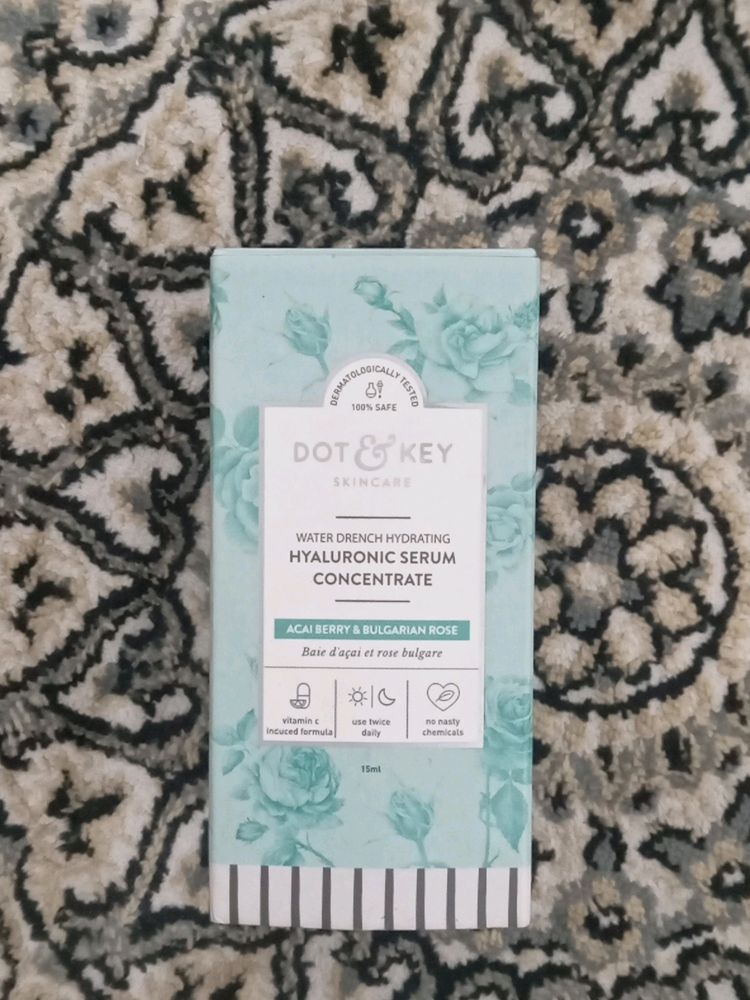 DERMATOLOGICALLY TESTED
100% SAFE
DOT & KEY
SKINCARE
WATER DRENCH HYDRATING
HYALURONIC SERUM
CONCENTRATE
ACAI BERRY & BULGARIAN ROSE
Baie d'açai et rose bulgare
vitamin c
incuced formula
use twice
daily
no nasty
chemicals
15ml